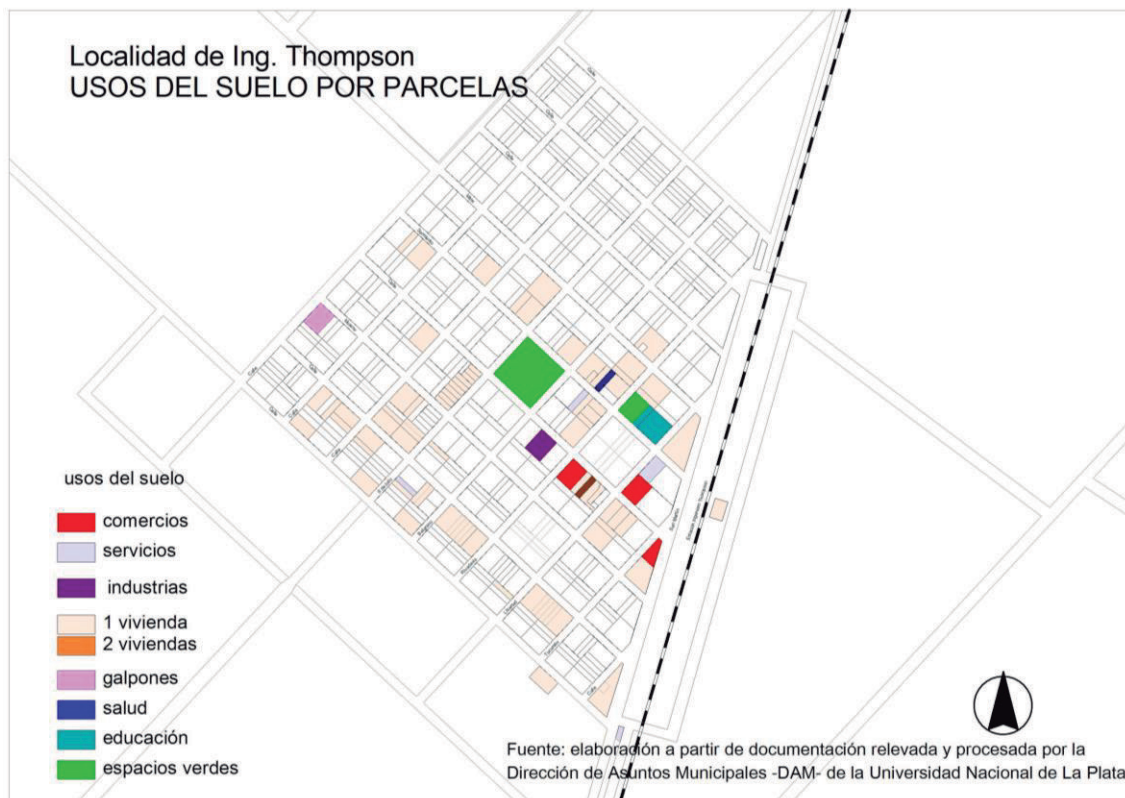 Localidad de Ing. Thompson
USOS DEL SUELO POR PARCELAS
usos del suelo
comercios
servicios
industrias
1 vivienda
2 viviendas
galpones
salud
educación
espacios verdes
Fuente: elaboración a partir de documentación relevada y procesada por la
Dirección de Asuntos Municipales -DAM- de la Universidad Nacional de La Plata